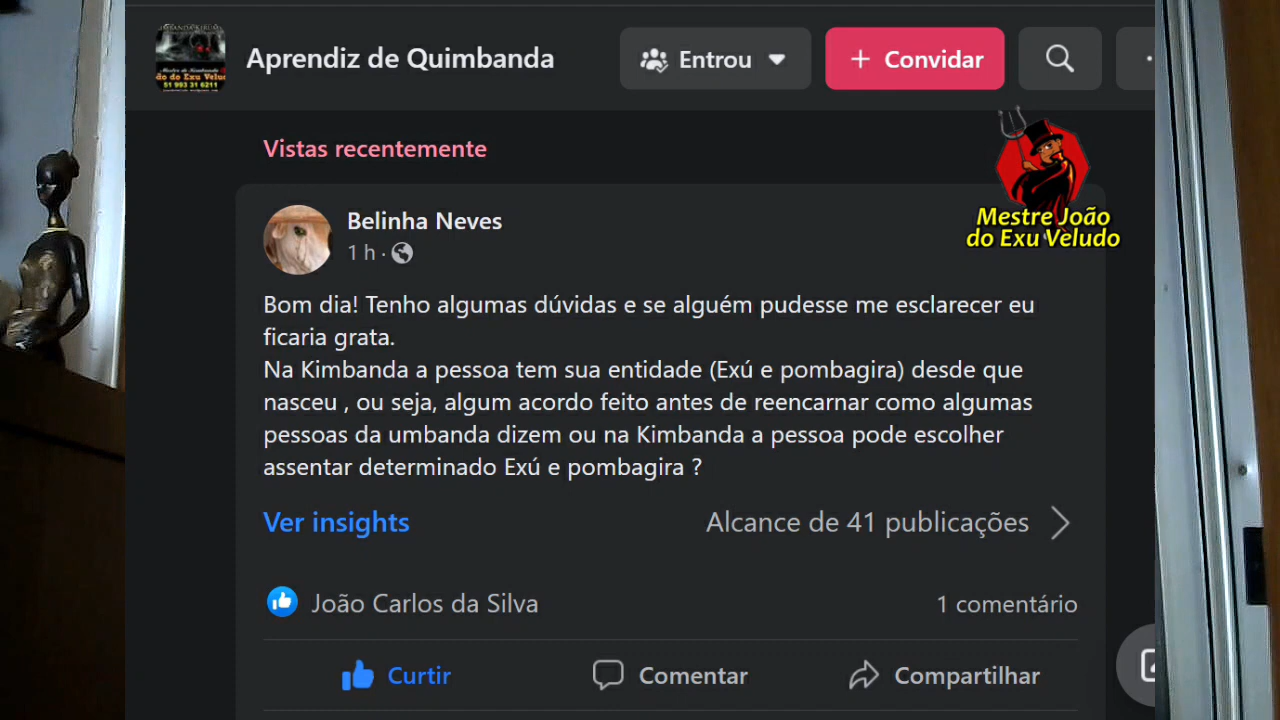 Aprendiz de Quimbanda
Entrou
+ Convidar
51 993 31 6211
Vistas recentemente
Mestre João
do Exu Veludo
Belinha Neves
1 h ·
Bom dia! Tenho algumas dúvidas e se alguém pudesse me esclarecer eu
ficaria grata.
Na Kimbanda a pessoa tem sua entidade (Exú e pombagira) desde que
nasceu , ou seja, algum acordo feito antes de reencarnar como algumas
pessoas da umbanda dizem ou na Kimbanda a pessoa pode escolher
assentar determinado Exú e pombagira ?
Ver insights
Alcance de 41 publicações
João Carlos da Silva
1 comentário
Curtir
Comentar
Compartilhar